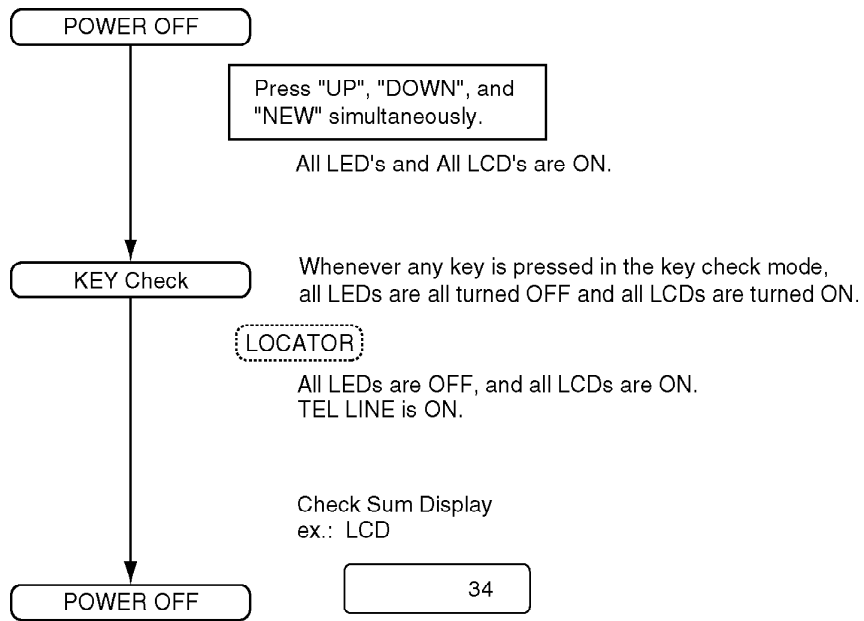 POWER OFF
Press "UP", "DOWN", and
"NEW" simultaneously.
All LED's and All LCD's are ON.
KEY Check
Whenever any key is pressed in the key check mode,
all LEDs are all turned OFF and all LCDs are turned ON.
LOCATOR
All LEDs are OFF, and all LCDs are ON.
TEL LINE is ON.
Check Sum Display
ex.: LCD
34
POWER OFF